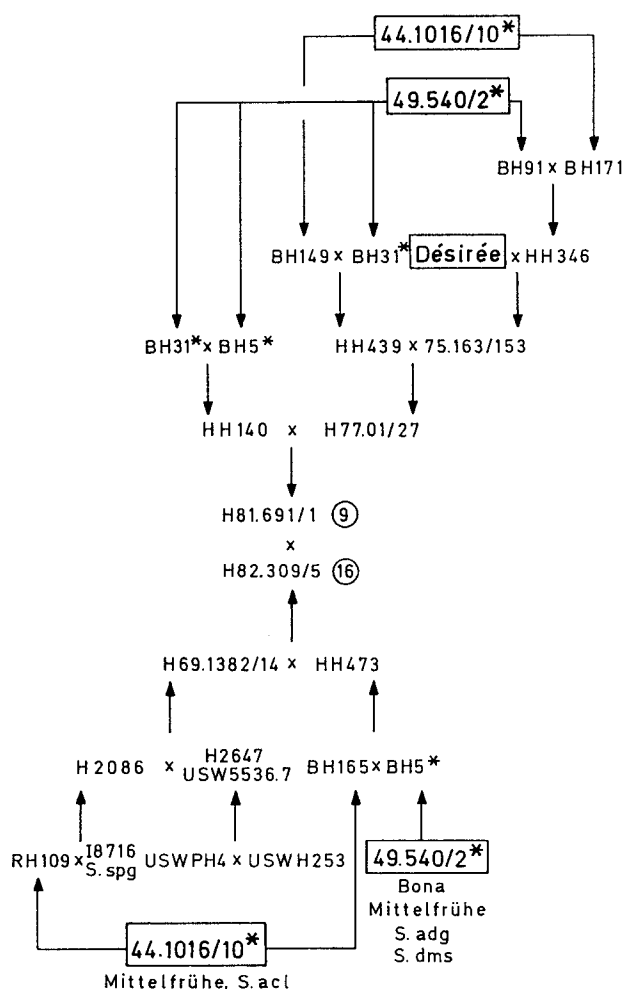 44.1016/10*
49.540/2*
BH91 x BH171
BH149 x BH31* Désirée x HH346
BH31* x BH5* HH439 x 75.163/153
HH140 x H77.01/27
H81.691/1 9
x
H82.309/5 16
H69.1382/14 x HH473
H2086 x H2647 BH165 x BH5*
USW5536.7
RH109 x I8716 USWPH4 x USWH253 49.540/2*
S. spg
Bona
Mittelfrühe
S. adg
S. dms
44.1016/10*
Mittelfrühe, S. acl